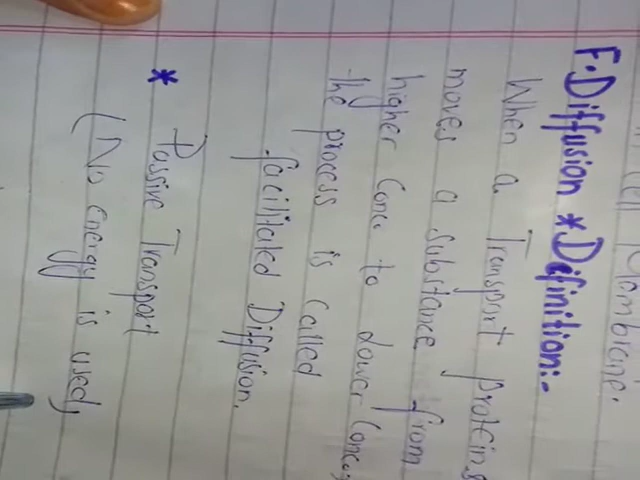 Membrane.
F.Diffusion *Definition:-
When a Transport proteins
moves a substance from
higher Conc. to Lower Conc,
the process is called
facilitated Diffusion.
* Passive Transport
(No energy is used,